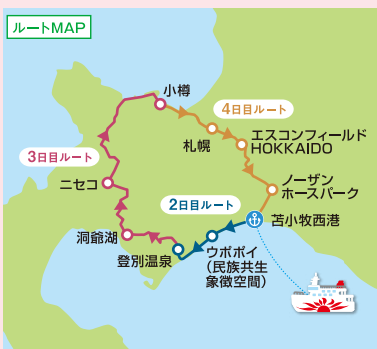 ルートMAP
小樽
4日目ルート
札幌
エスコンフィールド
HOKKAIDO
3日目ルート
ニセコ
ノーザン
ホースパーク
2日目ルート
苫小牧西港
洞爺湖
登別温泉
ウポポイ
（民族共生
象徴空間）